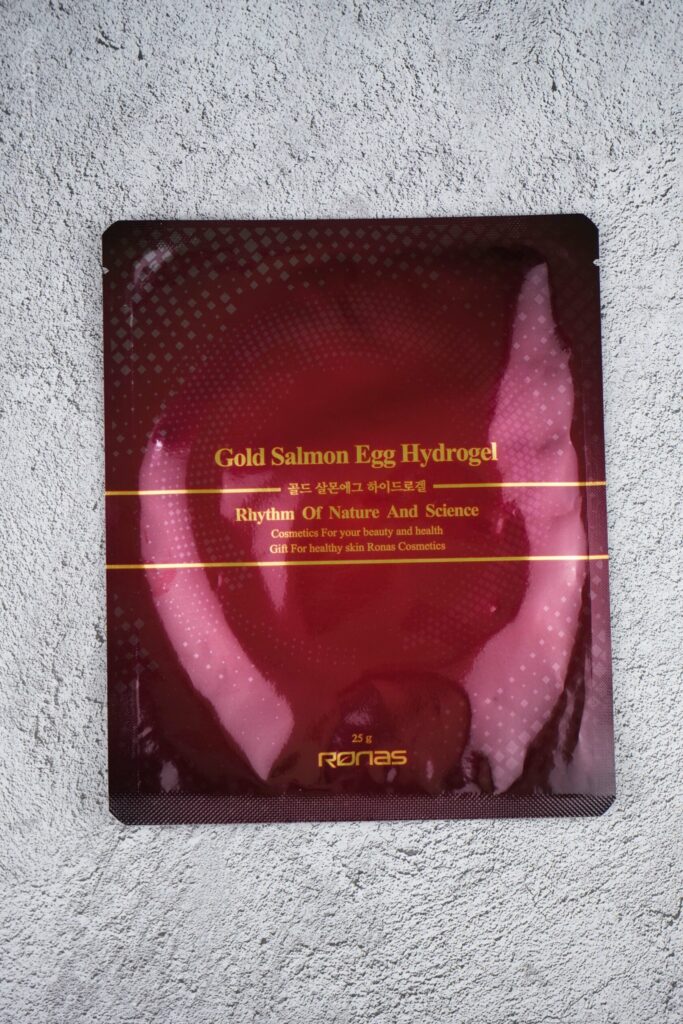 Gold Salmon Egg Hydrogel
골드 살몬에그 하이드로겔
Rhythm Of Nature And Science
Cosmetics For your beauty and health
Gift For healthy skin Ronas Cosmetics
25 g
RONAS